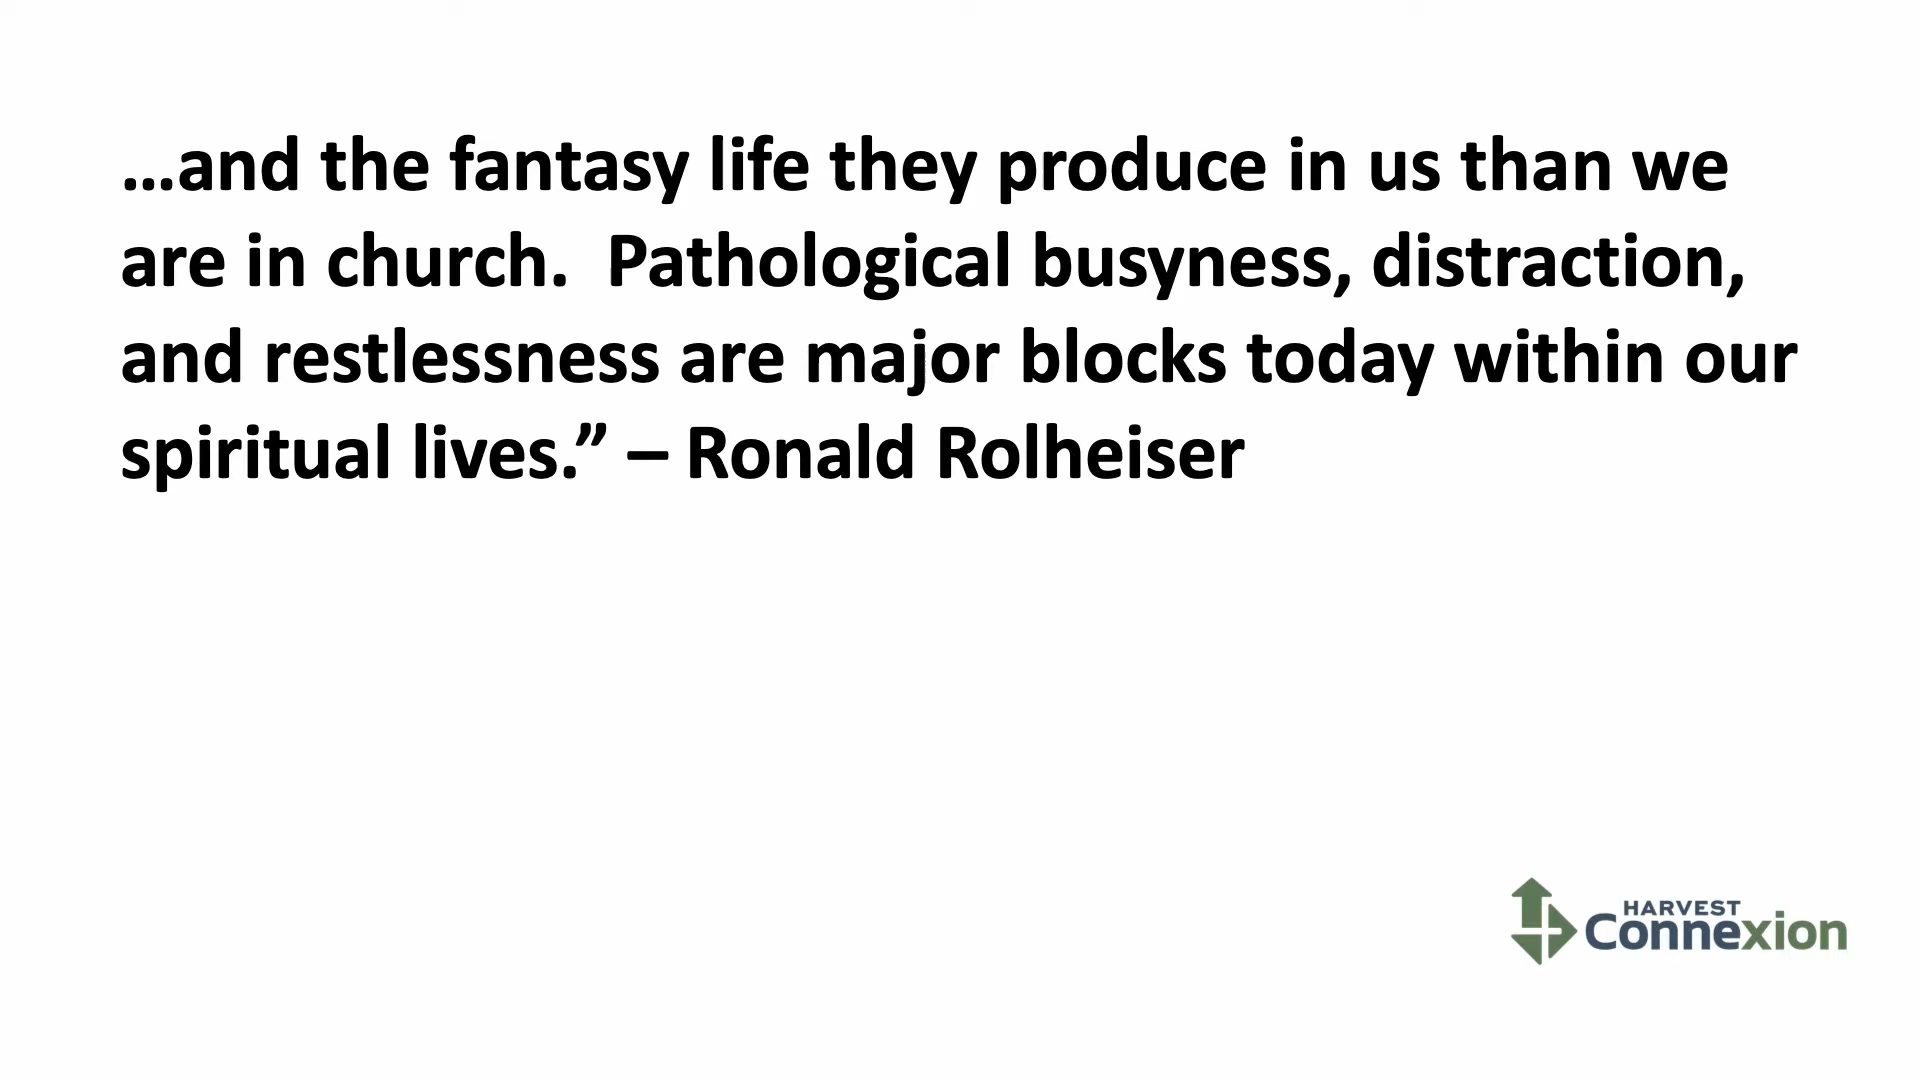 …and the fantasy life they produce in us than we
are in church.  Pathological busyness, distraction,
and restlessness are major blocks today within our
spiritual lives.” – Ronald Rolheiser
HARVEST
Connexion